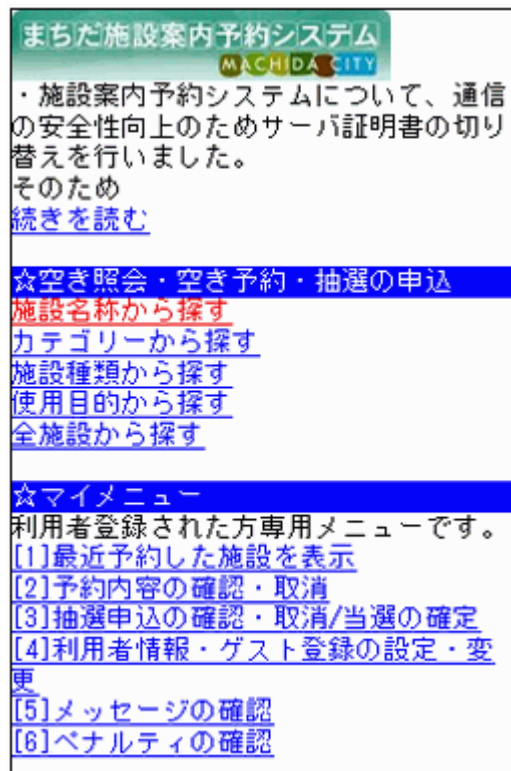 まちだ施設案内予約システム
MACHIDA CITY
・施設案内予約システムについて、通信
の安全性向上のためサーバ証明書の切り
替えを行いました。
そのため
続きを読む
☆空き照会・空き予約・抽選の申込
施設名称から探す
カテゴリーから探す
施設種類から探す
使用目的から探す
全施設から探す
☆マイメニュー
利用者登録された方専用メニューです。
[1]最近予約した施設を表示
[2]予約内容の確認・取消
[3]抽選申込の確認・取消/当選の確定
[4]利用者情報・ゲスト登録の設定・変
更
[5]メッセージの確認
[6]ペナルティの確認